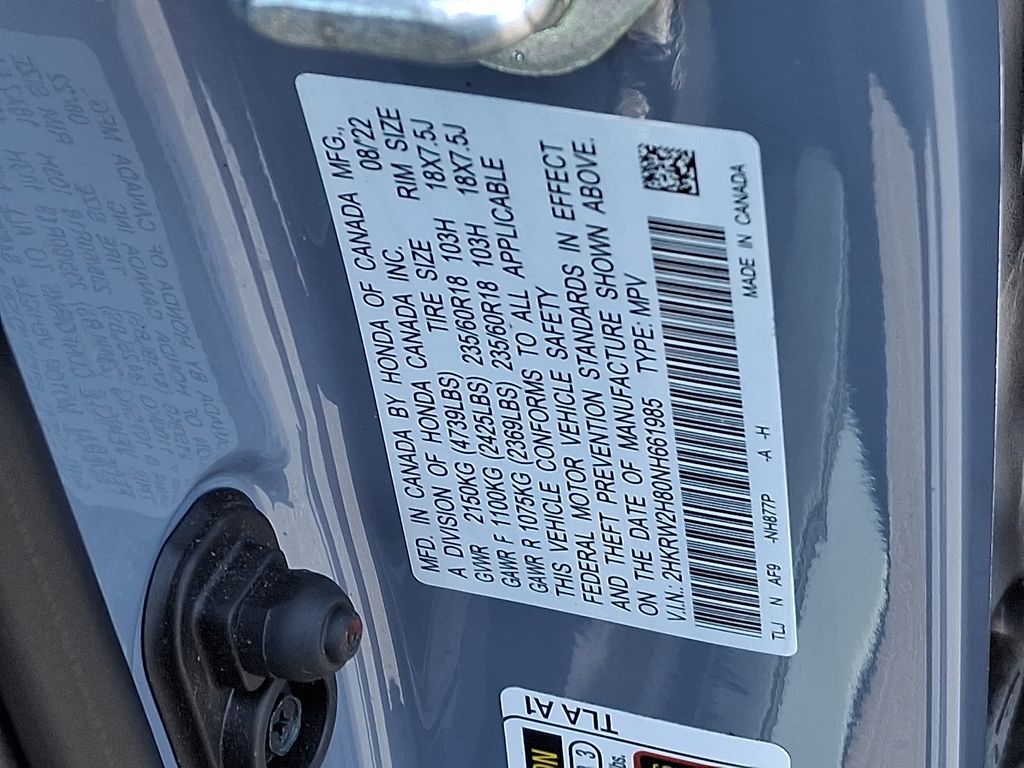 MFD. IN CANADA BY HONDA OF CANADA MFG.,
A DIVISION OF HONDA CANADA INC. 08/22
GVWR 2150KG (4739LBS) TIRE SIZE RIM SIZE
GAWR F 1100KG (2425LBS) 235/60R18 103H 18X7.5J
GAWR R 1075KG (2369LBS) 235/60R18 103H 18X7.5J
THIS VEHICLE CONFORMS TO ALL APPLICABLE
FEDERAL MOTOR VEHICLE SAFETY
AND THEFT PREVENTION STANDARDS IN EFFECT
ON THE DATE OF MANUFACTURE SHOWN ABOVE.
V.I.N.: 2HKRW2H80NH661985 TYPE: MPV
TLJ N AF9 -NH877P -A -H MADE IN CANADA
TLA A1